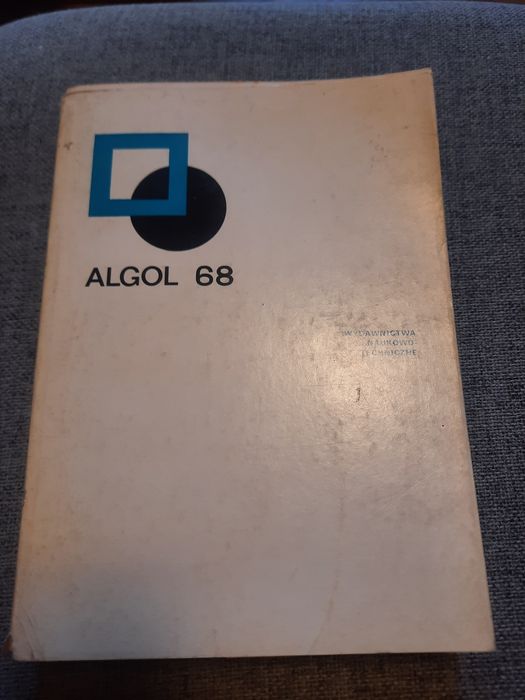 ALGOL 68
WYDAWNICTWA
NAUKOWO-
TECHNICZNE